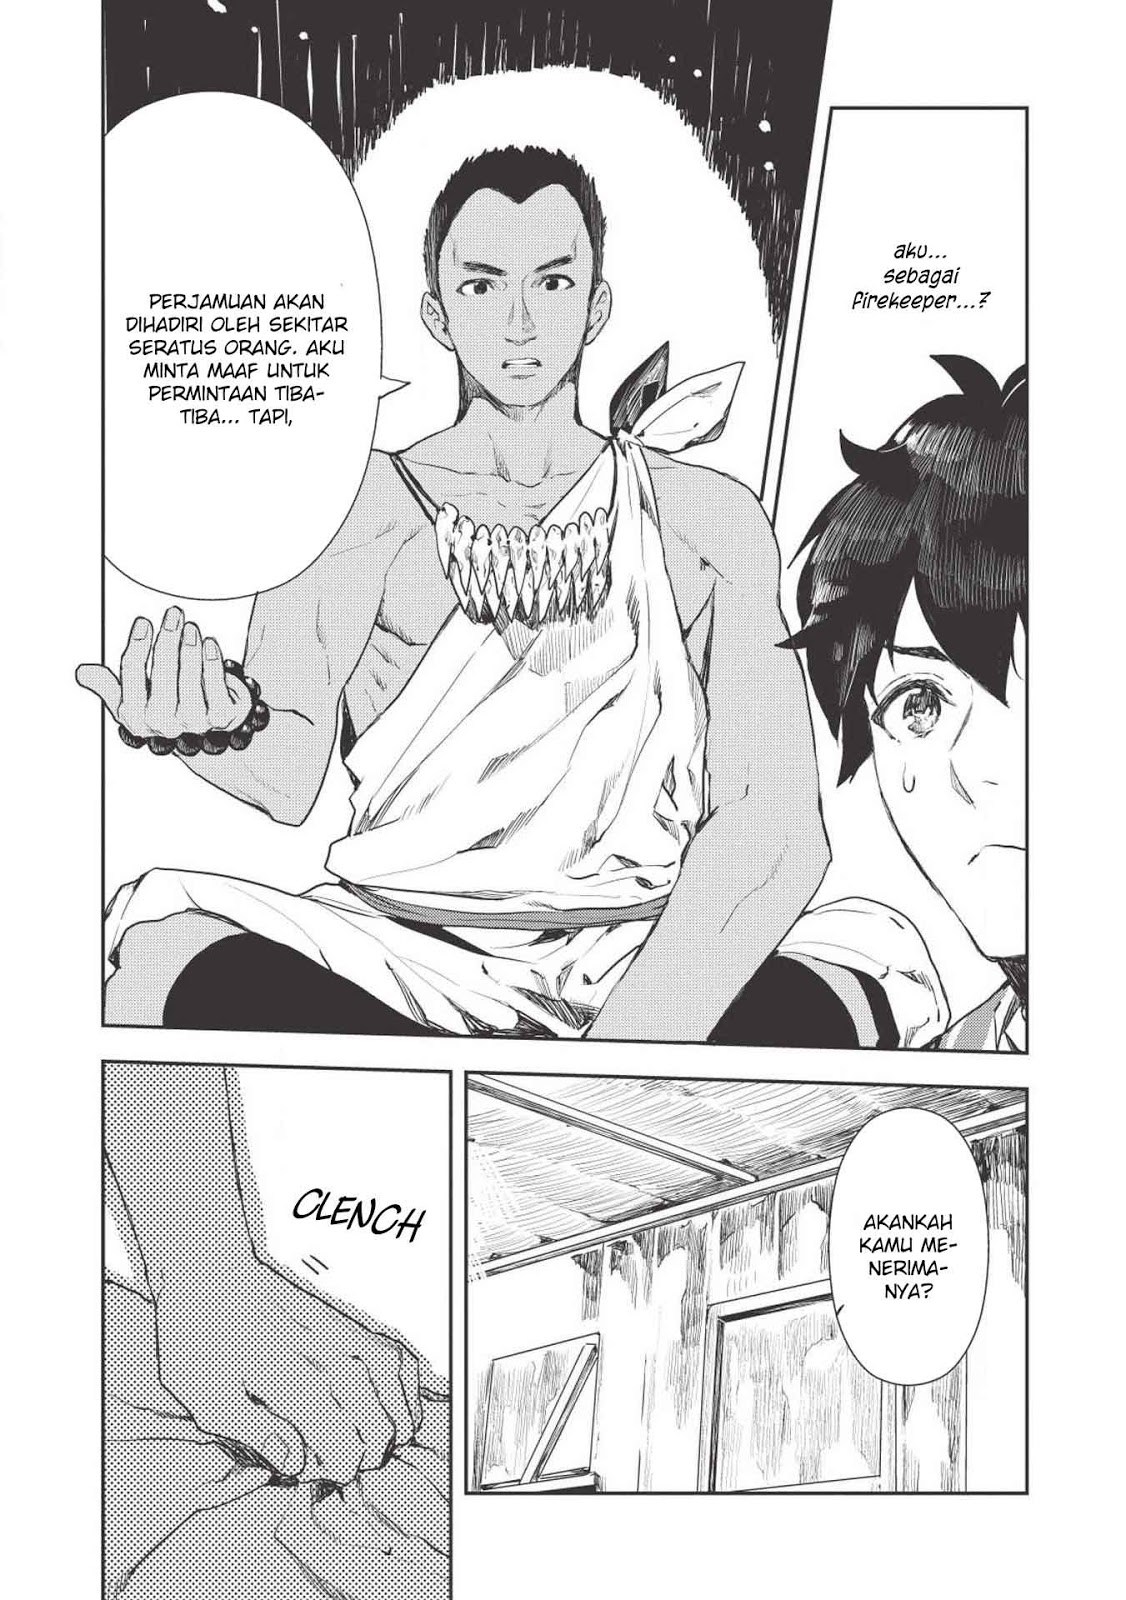 aku...
sebagai
firekeeper...?
PERJAMUAN AKAN
DIHADIRI OLEH SEKITAR
SERATUS ORANG. AKU
MINTA MAAF UNTUK
PERMINTAAN TIBA-
TIBA... TAPI,
AKANKAH
KAMU ME-
NERIMA-
NYA?
CLENCH